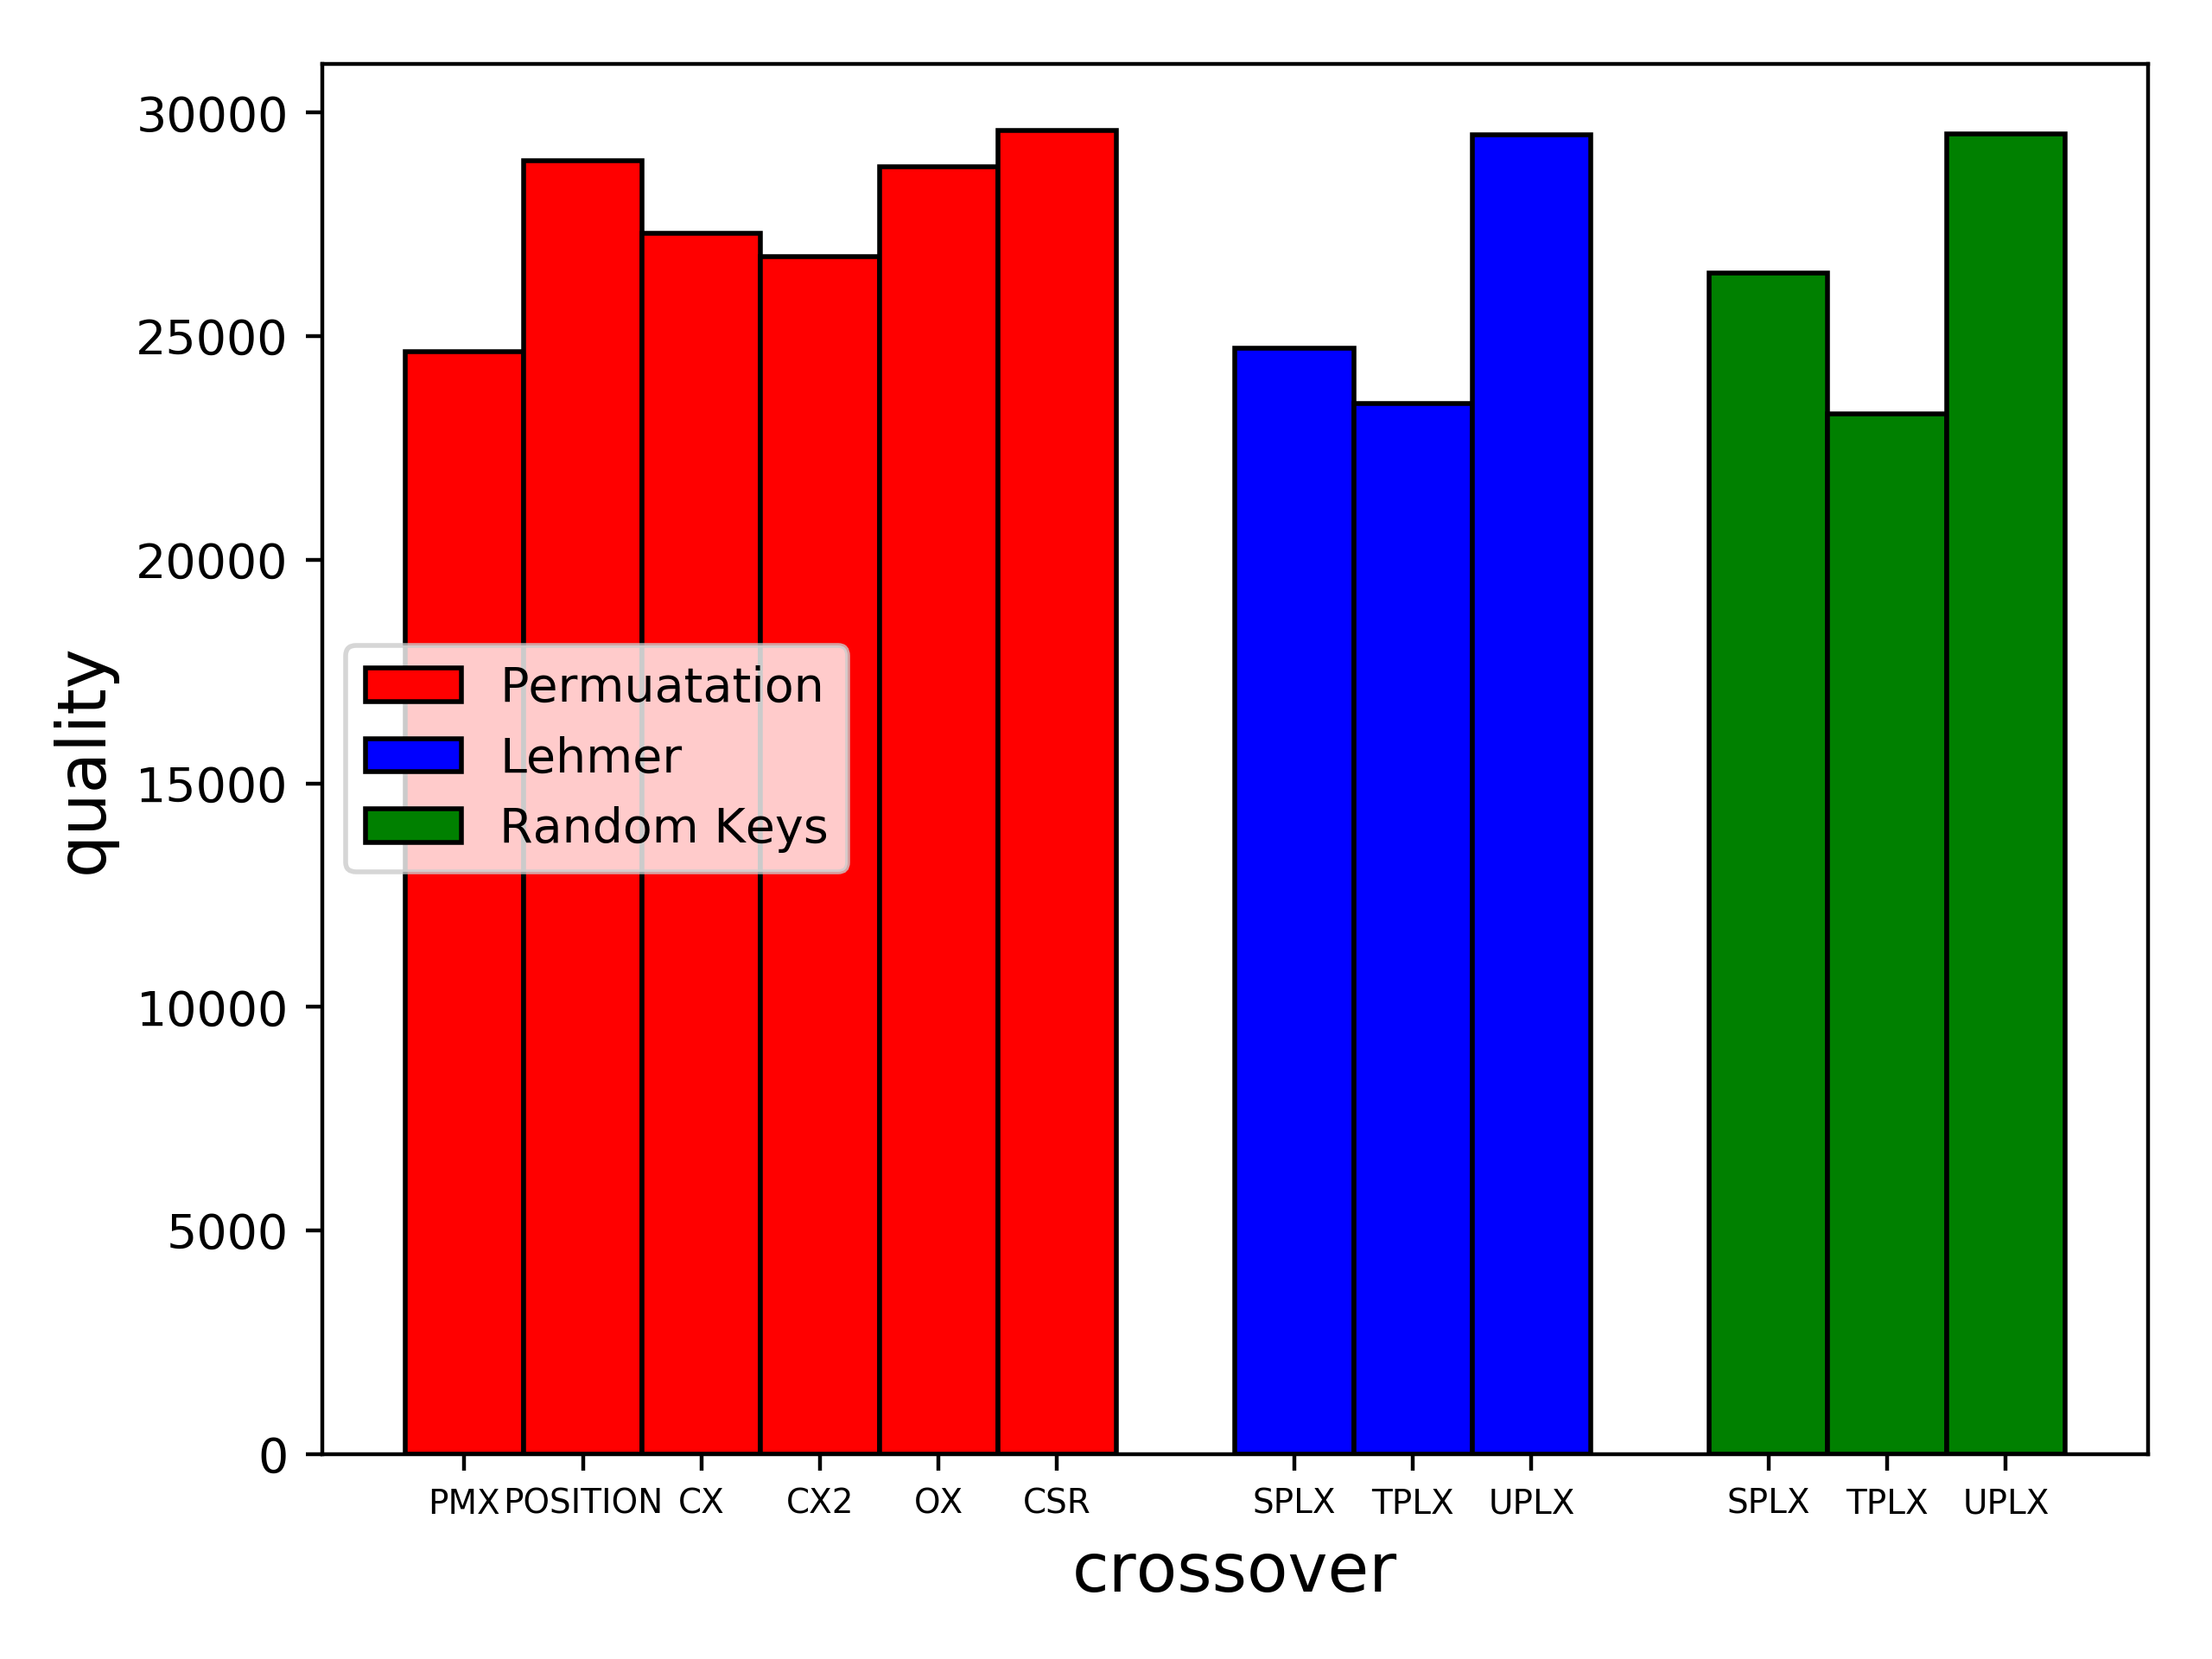 30000
25000
20000
15000
10000
5000
0
quality
Permuatation
Lehmer
Random Keys
PMX POSITION CX CX2 OX CSR SPLX TPLX UPLX SPLX TPLX UPLX
crossover